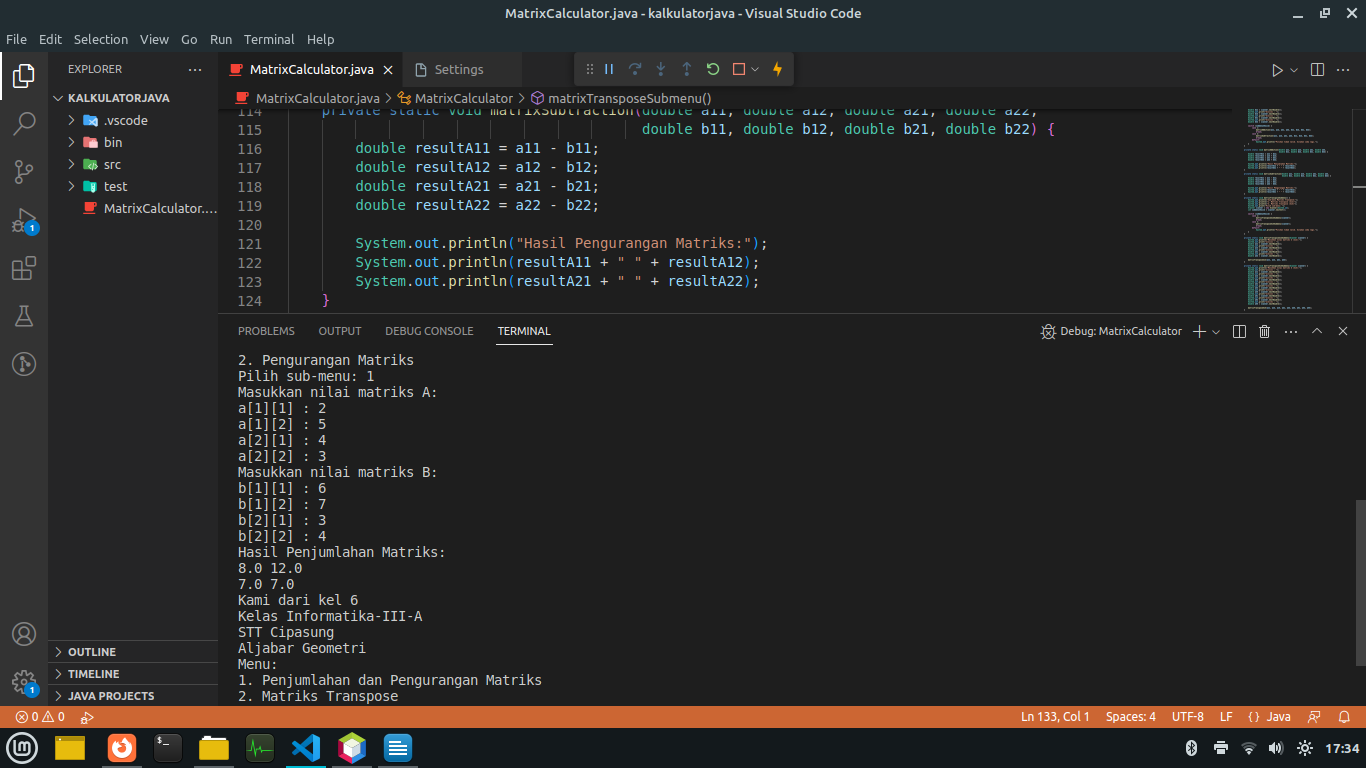 MatrixCalculator.java - kalkulatorjava - Visual Studio Code
File Edit Selection View Go Run Terminal Help
EXPLORER
MatrixCalculator.java
Settings
KALKULATORJAVA
MatrixCalculator.java > MatrixCalculator > matrixTransposeSubmenu()
.vscode
bin
src
test
MatrixCalculator....
114 private static void matrixSubtraction(double a11, double a12, double a21, double a22,
115 double b11, double b12, double b21, double b22) {
116 double resultA11 = a11 - b11;
117 double resultA12 = a12 - b12;
118 double resultA21 = a21 - b21;
119 double resultA22 = a22 - b22;
120
121 System.out.println("Hasil Pengurangan Matriks:");
122 System.out.println(resultA11 + " " + resultA12);
123 System.out.println(resultA21 + " " + resultA22);
124 }
PROBLEMS OUTPUT DEBUG CONSOLE TERMINAL
Debug: MatrixCalculator
2. Pengurangan Matriks
Pilih sub-menu: 1
Masukkan nilai matriks A:
a[1][1] : 2
a[1][2] : 5
a[2][1] : 4
a[2][2] : 3
Masukkan nilai matriks B:
b[1][1] : 6
b[1][2] : 7
b[2][1] : 3
b[2][2] : 4
Hasil Penjumlahan Matriks:
8.0 12.0
7.0 7.0
Kami dari kel 6
Kelas Informatika-III-A
STT Cipasung
Aljabar Geometri
Menu:
1. Penjumlahan dan Pengurangan Matriks
2. Matriks Transpose
OUTLINE
TIMELINE
JAVA PROJECTS
1
1
0 0
Ln 133, Col 1 Spaces: 4 UTF-8 LF {} Java
17:34